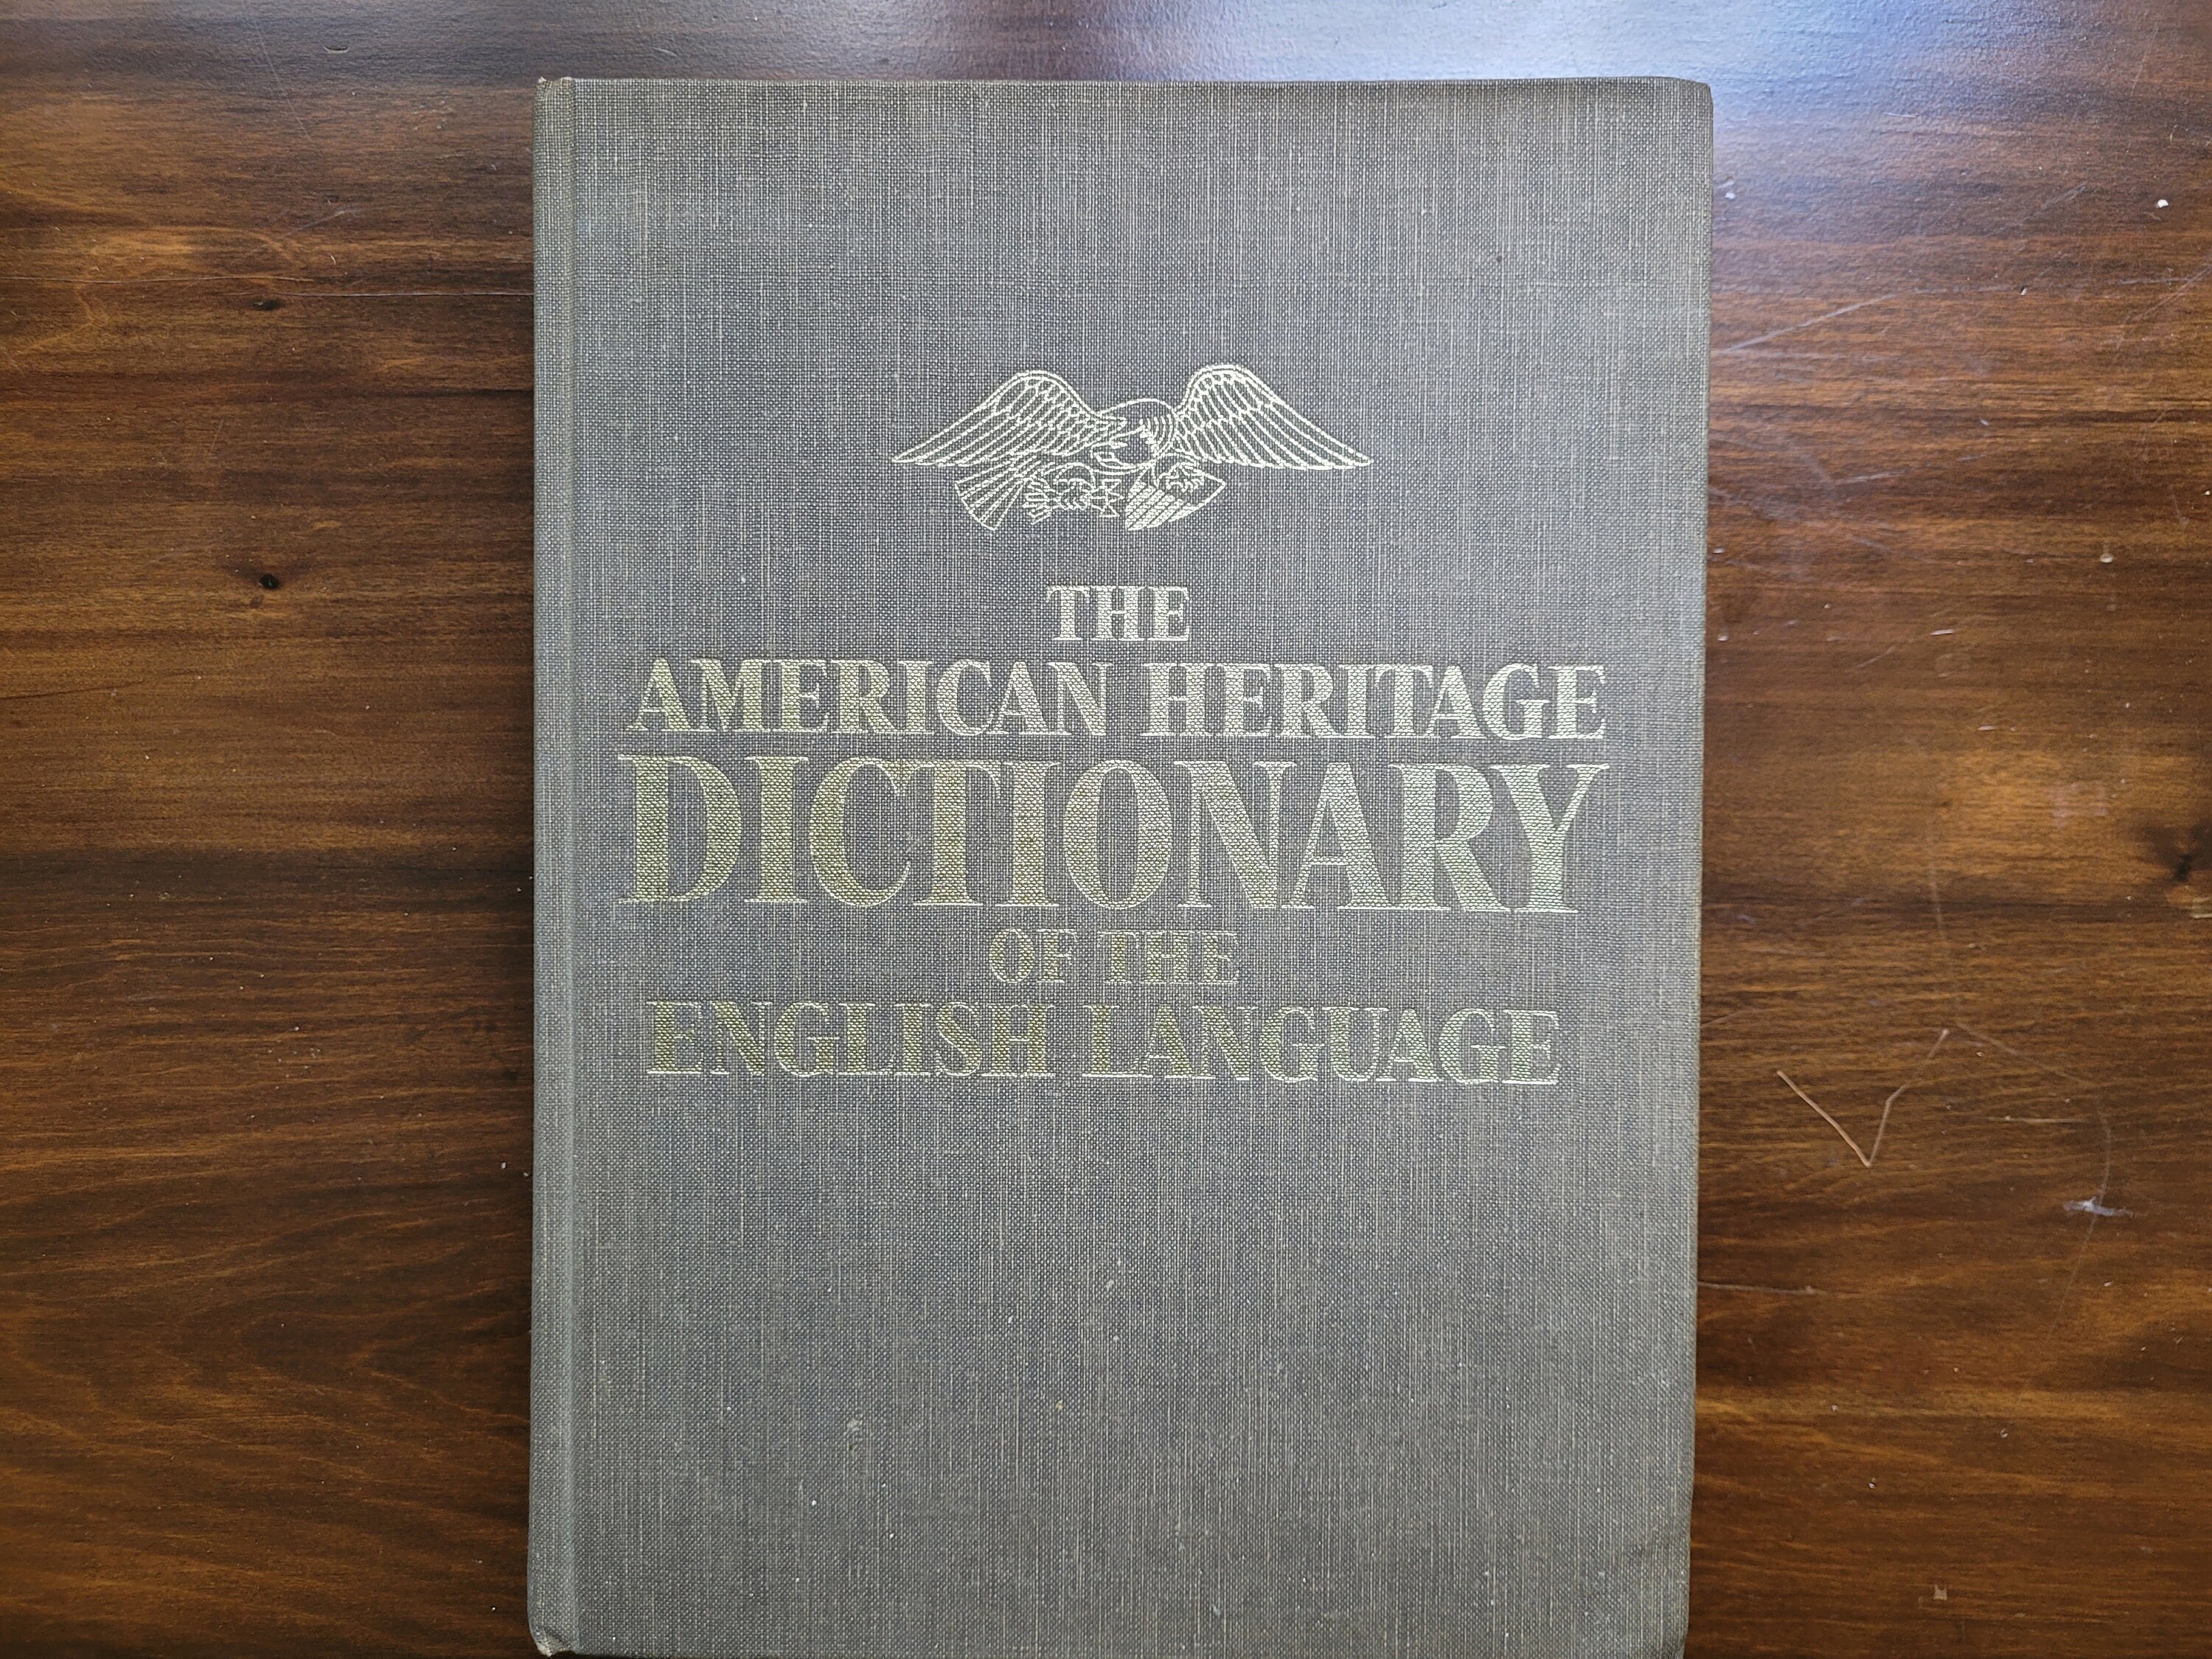 THE
AMERICAN HERITAGE
DICTIONARY
OF THE
ENGLISH LANGUAGE